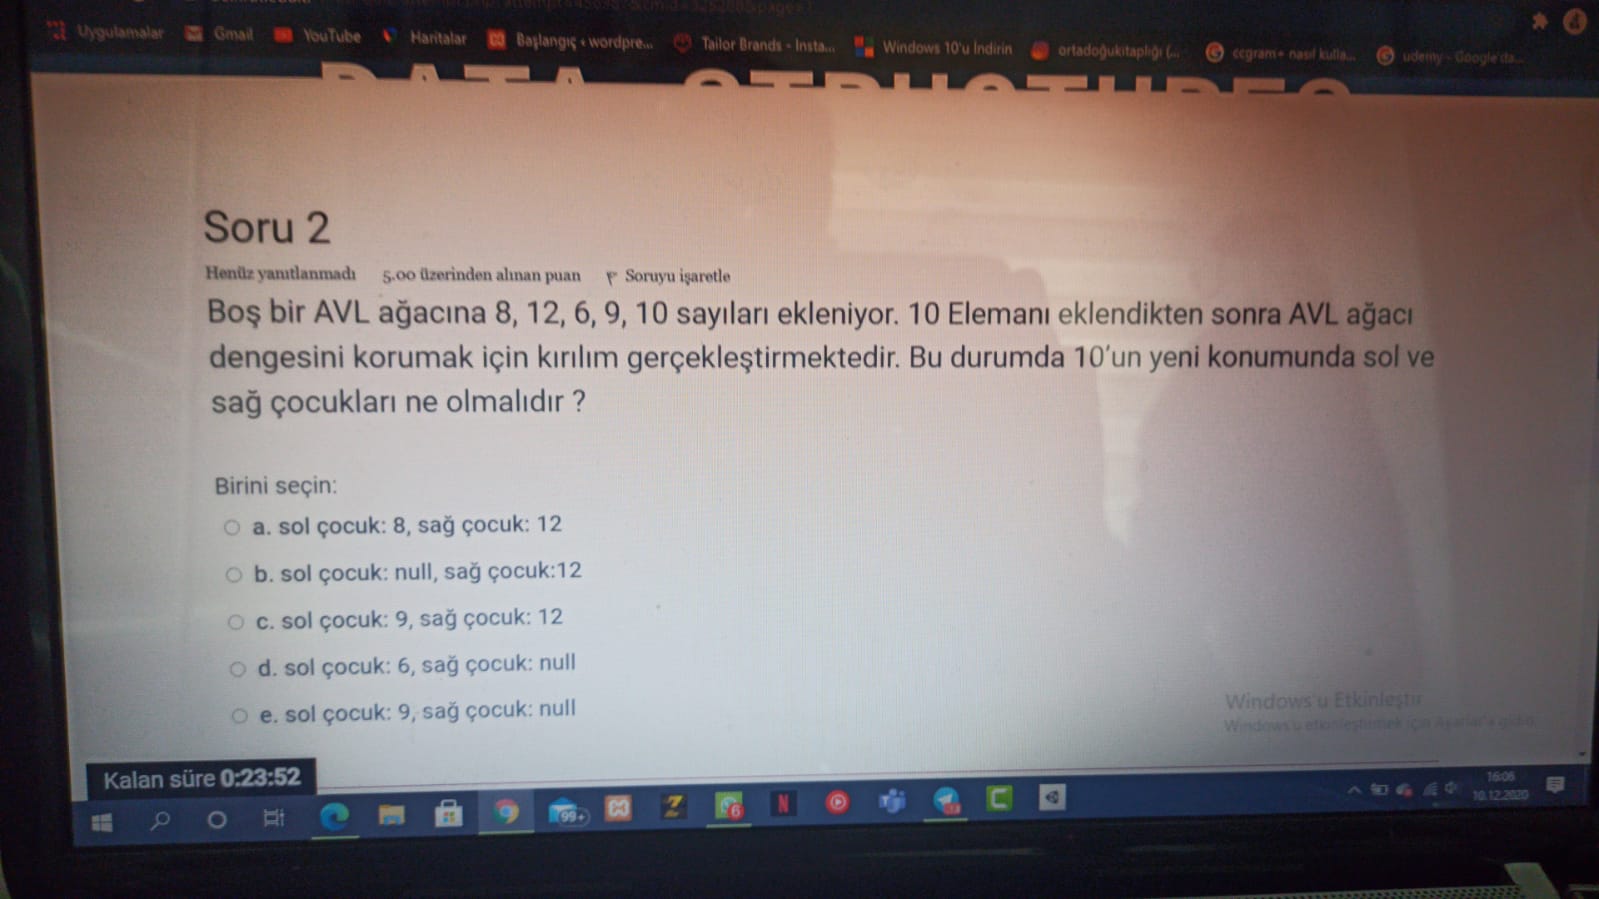 Uygulamalar Gmail YouTube Haritalar Başlangıç ‹ wordpre... Tailor Brands - Insta... Windows 10'u İndirin ortadoğukitaplığı (... ccgram+ nasıl kulla... udemy - Google'da...
DATA STRUCTURES
Soru 2
Henüz yanıtlanmadı 5.00 üzerinden alınan puan Soruyu işaretle
Boş bir AVL ağacına 8, 12, 6, 9, 10 sayıları ekleniyor. 10 Elemanı eklendikten sonra AVL ağacı
dengesini korumak için kırılım gerçekleştirmektedir. Bu durumda 10'un yeni konumunda sol ve
sağ çocukları ne olmalıdır ?
Birini seçin:
a. sol çocuk: 8, sağ çocuk: 12
b. sol çocuk: null, sağ çocuk:12
c. sol çocuk: 9, sağ çocuk: 12
d. sol çocuk: 6, sağ çocuk: null
e. sol çocuk: 9, sağ çocuk: null
Windows'u Etkinleştir
Windows'u etkinleştirmek için Ayarlar'a gidin.
Kalan süre 0:23:52
99+
6
N
16:06
10.12.2020